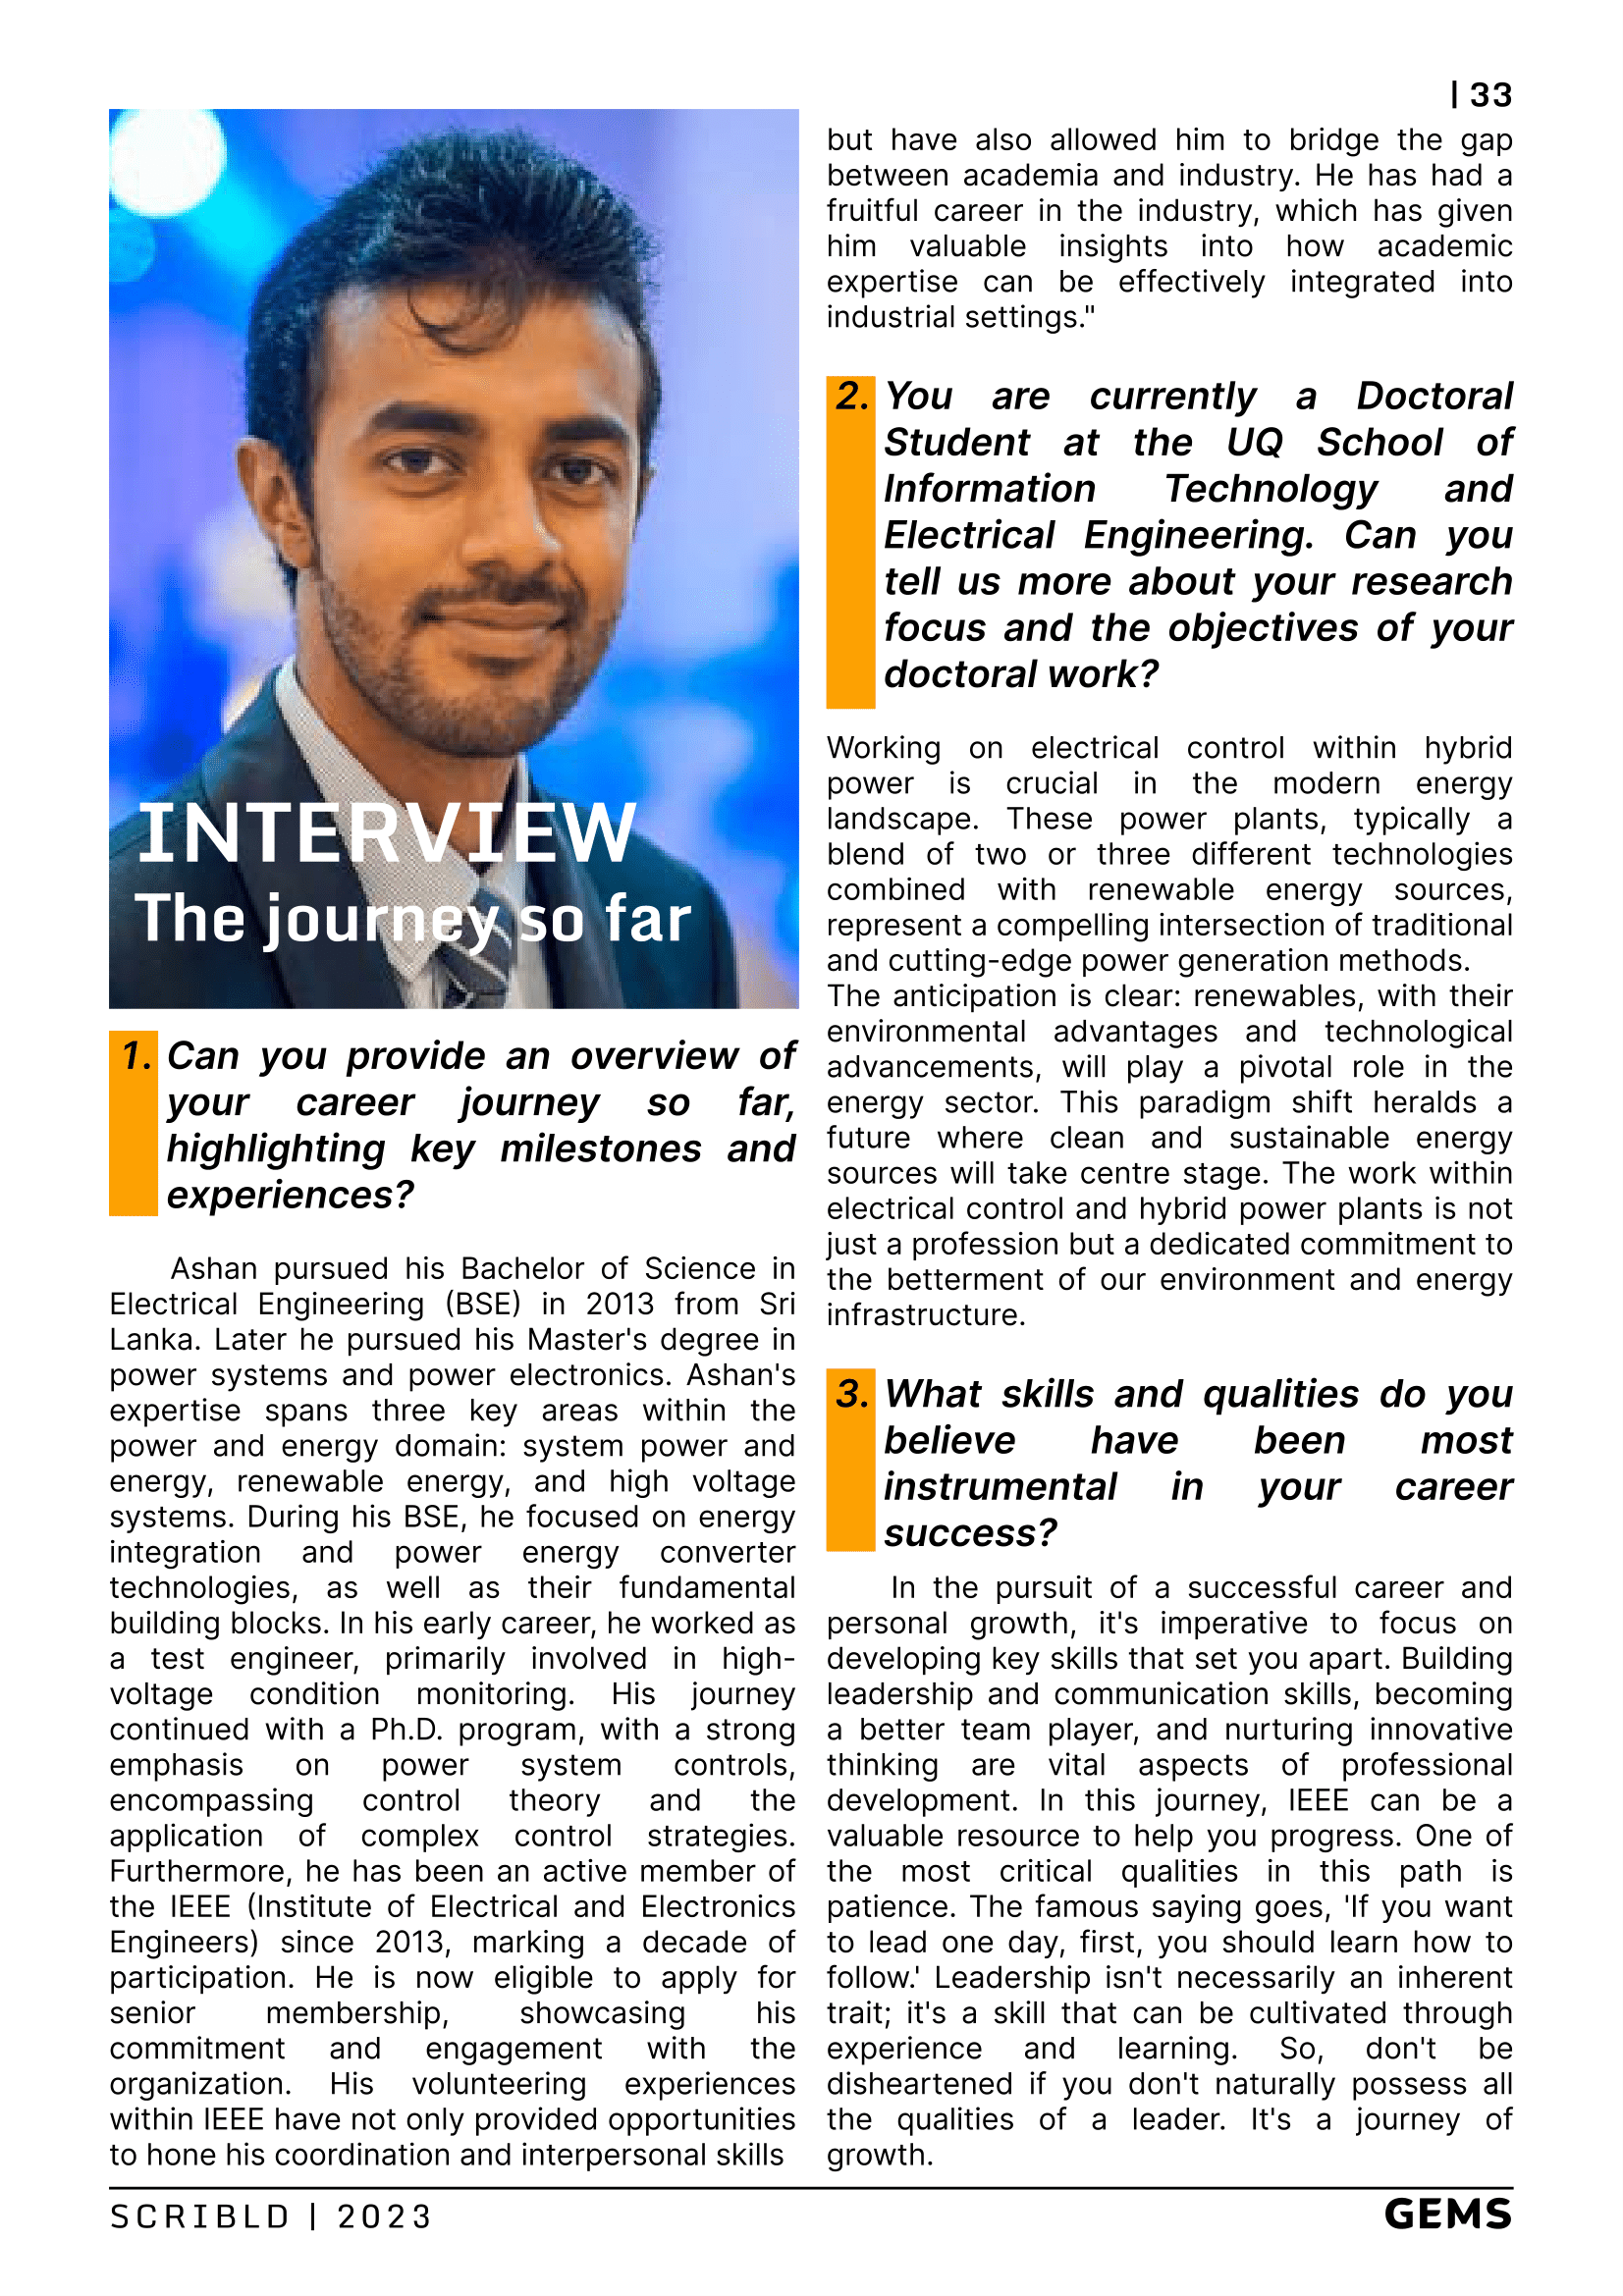 | 33
INTERVIEW
The journey so far
1. Can you provide an overview of
your career journey so far,
highlighting key milestones and
experiences?
Ashan pursued his Bachelor of Science in
Electrical Engineering (BSE) in 2013 from Sri
Lanka. Later he pursued his Master's degree in
power systems and power electronics. Ashan's
expertise spans three key areas within the
power and energy domain: system power and
energy, renewable energy, and high voltage
systems. During his BSE, he focused on energy
integration and power energy converter
technologies, as well as their fundamental
building blocks. In his early career, he worked as
a test engineer, primarily involved in high-
voltage condition monitoring. His journey
continued with a Ph.D. program, with a strong
emphasis on power system controls,
encompassing control theory and the
application of complex control strategies.
Furthermore, he has been an active member of
the IEEE (Institute of Electrical and Electronics
Engineers) since 2013, marking a decade of
participation. He is now eligible to apply for
senior membership, showcasing his
commitment and engagement with the
organization. His volunteering experiences
within IEEE have not only provided opportunities
to hone his coordination and interpersonal skills
but have also allowed him to bridge the gap
between academia and industry. He has had a
fruitful career in the industry, which has given
him valuable insights into how academic
expertise can be effectively integrated into
industrial settings."
2. You are currently a Doctoral
Student at the UQ School of
Information Technology and
Electrical Engineering. Can you
tell us more about your research
focus and the objectives of your
doctoral work?
Working on electrical control within hybrid
power is crucial in the modern energy
landscape. These power plants, typically a
blend of two or three different technologies
combined with renewable energy sources,
represent a compelling intersection of traditional
and cutting-edge power generation methods.
The anticipation is clear: renewables, with their
environmental advantages and technological
advancements, will play a pivotal role in the
energy sector. This paradigm shift heralds a
future where clean and sustainable energy
sources will take centre stage. The work within
electrical control and hybrid power plants is not
just a profession but a dedicated commitment to
the betterment of our environment and energy
infrastructure.
3. What skills and qualities do you
believe have been most
instrumental in your career
success?
In the pursuit of a successful career and
personal growth, it's imperative to focus on
developing key skills that set you apart. Building
leadership and communication skills, becoming
a better team player, and nurturing innovative
thinking are vital aspects of professional
development. In this journey, IEEE can be a
valuable resource to help you progress. One of
the most critical qualities in this path is
patience. The famous saying goes, 'If you want
to lead one day, first, you should learn how to
follow.' Leadership isn't necessarily an inherent
trait; it's a skill that can be cultivated through
experience and learning. So, don't be
disheartened if you don't naturally possess all
the qualities of a leader. It's a journey of
growth.
SCRIBLD | 2023
GEMS